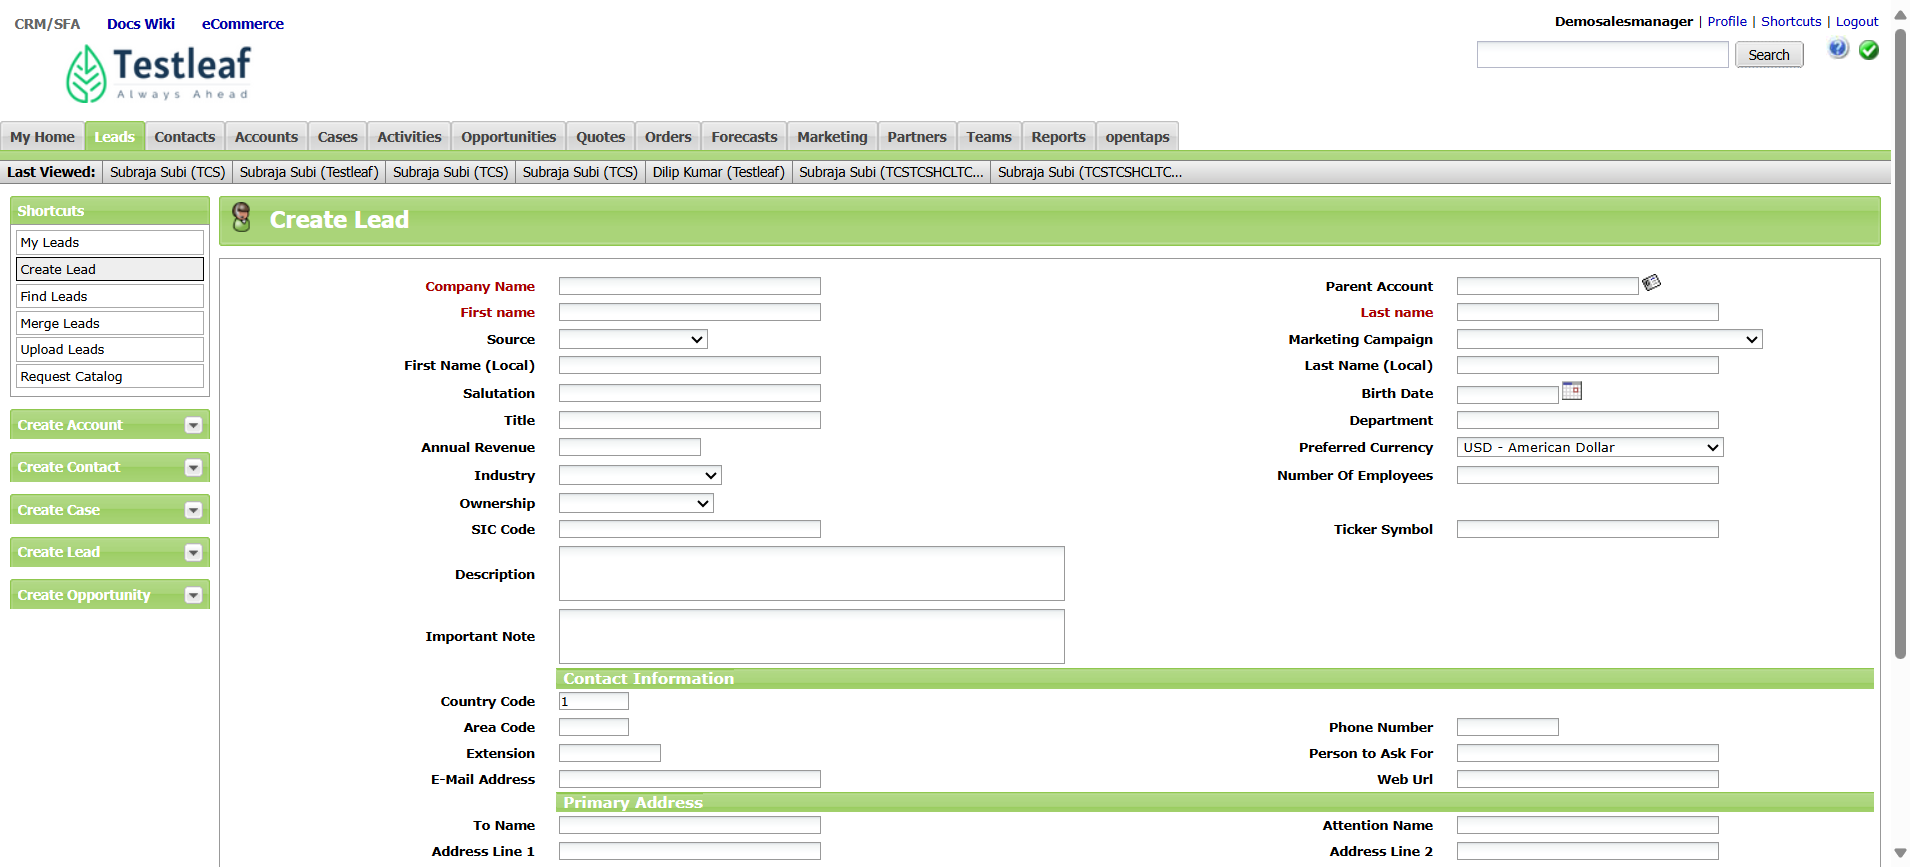 CRM/SFA Docs Wiki eCommerce
Demosalesmanager | Profile | Shortcuts | Logout
Testleaf
Always Ahead
Search
My Home Leads Contacts Accounts Cases Activities Opportunities Quotes Orders Forecasts Marketing Partners Teams Reports opentaps
Last Viewed: Subraja Subi (TCS) Subraja Subi (Testleaf) Subraja Subi (TCS) Subraja Subi (TCS) Dilip Kumar (Testleaf) Subraja Subi (TCSTCSHCLTC... Subraja Subi (TCSTCSHCLTC...
Shortcuts
My Leads
Create Lead
Find Leads
Merge Leads
Upload Leads
Request Catalog
Create Account
Create Contact
Create Case
Create Lead
Create Opportunity
Create Lead
Company Name Parent Account
First name Last name
Source Marketing Campaign
First Name (Local) Last Name (Local)
Salutation Birth Date
Title Department
Annual Revenue Preferred Currency USD - American Dollar
Industry Number Of Employees
Ownership
SIC Code Ticker Symbol
Description
Important Note
Contact Information
Country Code 1
Area Code Phone Number
Extension Person to Ask For
E-Mail Address Web Url
Primary Address
To Name Attention Name
Address Line 1 Address Line 2